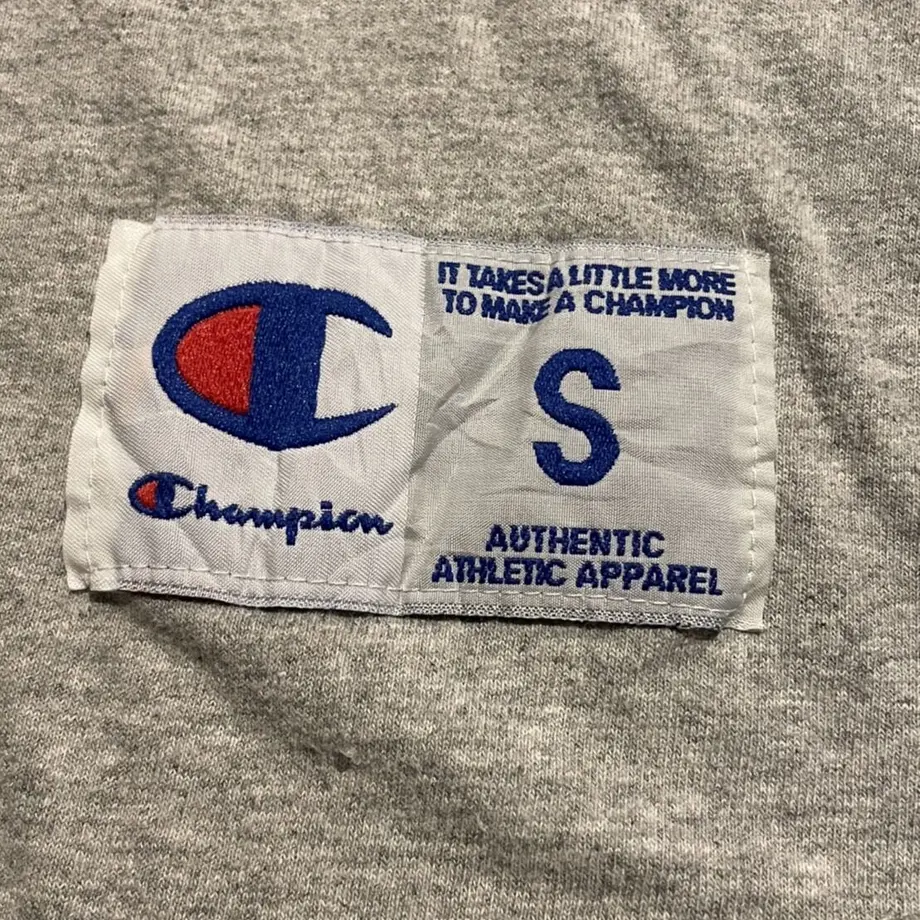 Champion
IT TAKES A LITTLE MORE
TO MAKE A CHAMPION
S
AUTHENTIC
ATHLETIC APPAREL